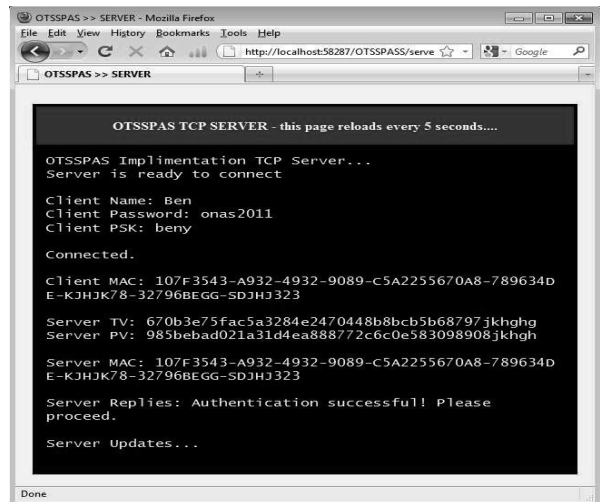 OTSSPAS >> SERVER - Mozilla Firefox
File Edit View History Bookmarks Tools Help
http://localhost:58287/OTSSPASS/serve
Google
OTSSPAS >> SERVER
OTSSPAS TCP SERVER - this page reloads every 5 seconds....
OTSSPAS Implimentation TCP Server...
Server is ready to connect
Client Name: Ben
Client Password: onas2011
Client PSK: beny
Connected.
Client MAC: 107F3543-A932-4932-9089-C5A2255670A8-789634D
E-KJHJK78-32796BEGG-SDJHJ323
Server TV: 670b3e75fac5a3284e2470448b8bcb5b68797jkhghg
Server PV: 985bebad021a31d4ea888772c6c0e583098908jkhgh
Server MAC: 107F3543-A932-4932-9089-C5A2255670A8-789634D
E-KJHJK78-32796BEGG-SDJHJ323
Server Replies: Authentication successful! Please
proceed.
Server Updates...
Done